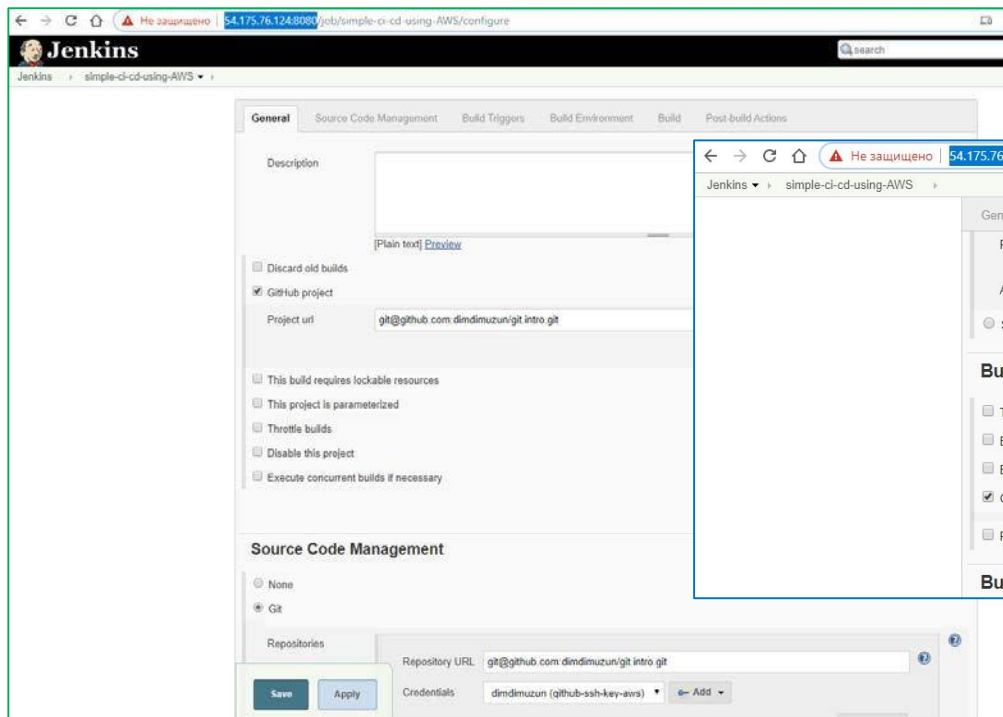 Не защищено 54.175.76.124:8080/job/simple-ci-cd-using-AWS/configure
Jenkins
search
Jenkins simple-ci-cd-using-AWS
General Source Code Management Build Triggers Build Environment Build Post-build Actions
Description
[Plain text] Preview
Discard old builds
GitHub project
Project url git@github.com:dimdimuzun/git.intro.git
This build requires lockable resources
This project is parameterized
Throttle builds
Disable this project
Execute concurrent builds if necessary
Source Code Management
None
Git
Repositories
Repository URL git@github.com:dimdimuzun/git.intro.git
Credentials dimdimuzun (github-ssh-key-aws) Add
Save Apply
Не защищено 54.175.76
Jenkins simple-ci-cd-using-AWS
Gen
Bu
Bu